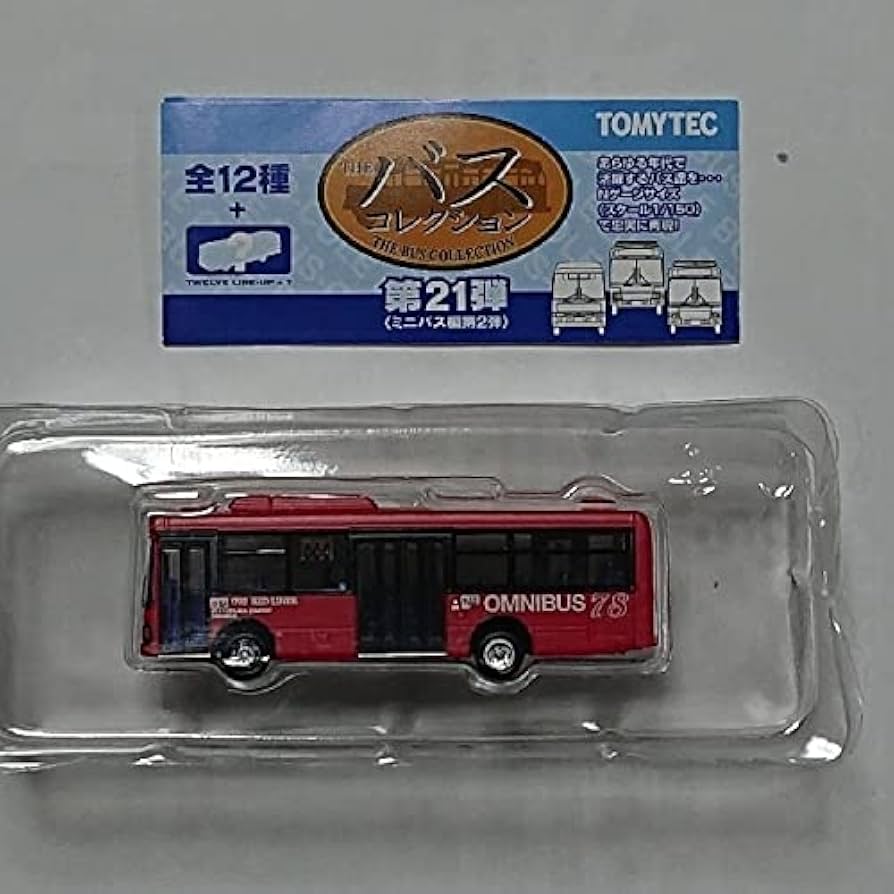 TOMYTEC
全12種
+
TWELVE LINE-UP + 1
THE
バス
コレクション
THE BUS COLLECTION
第21弾
〈ミニバス編第2弾〉
あらゆる年代で
活躍するバス達を…
Nゲージサイズ
(スケール1/150)
で忠実に再現!
OMNIBUS 78
RED LINER